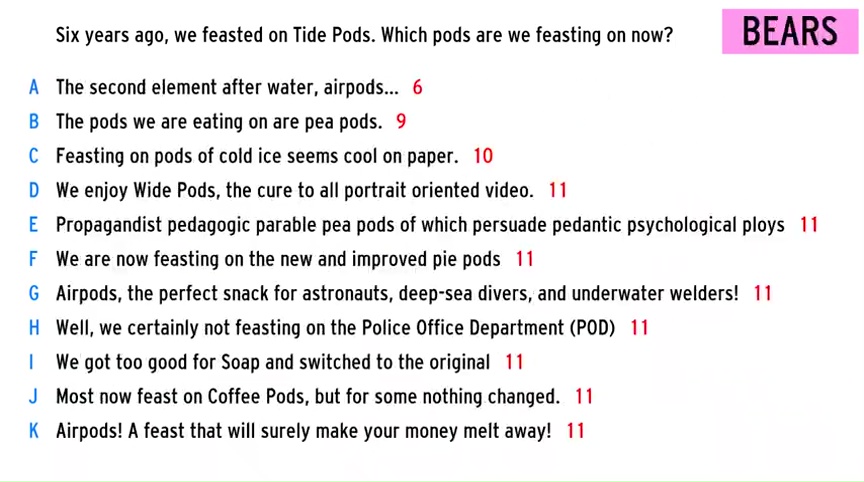 Six years ago, we feasted on Tide Pods. Which pods are we feasting on now?
BEARS
A The second element after water, airpods... 6
B The pods we are eating on are pea pods. 9
C Feasting on pods of cold ice seems cool on paper. 10
D We enjoy Wide Pods, the cure to all portrait oriented video. 11
E Propagandist pedagogic parable pea pods of which persuade pedantic psychological ploys 11
F We are now feasting on the new and improved pie pods 11
G Airpods, the perfect snack for astronauts, deep-sea divers, and underwater welders! 11
H Well, we certainly not feasting on the Police Office Department (POD) 11
I We got too good for Soap and switched to the original 11
J Most now feast on Coffee Pods, but for some nothing changed. 11
K Airpods! A feast that will surely make your money melt away! 11